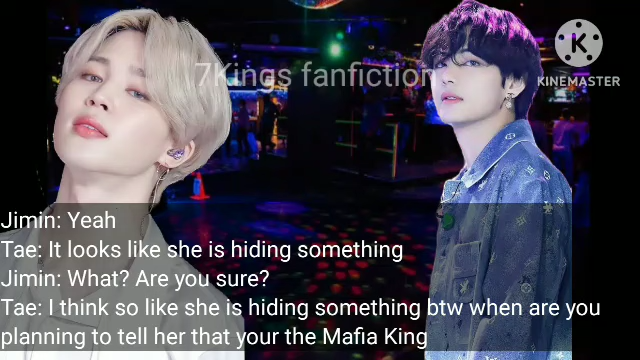 7Kings fanfiction
K
KINEMASTER
Jimin: Yeah
Tae: It looks like she is hiding something
Jimin: What? Are you sure?
Tae: I think so like she is hiding something btw when are you
planning to tell her that your the Mafia King